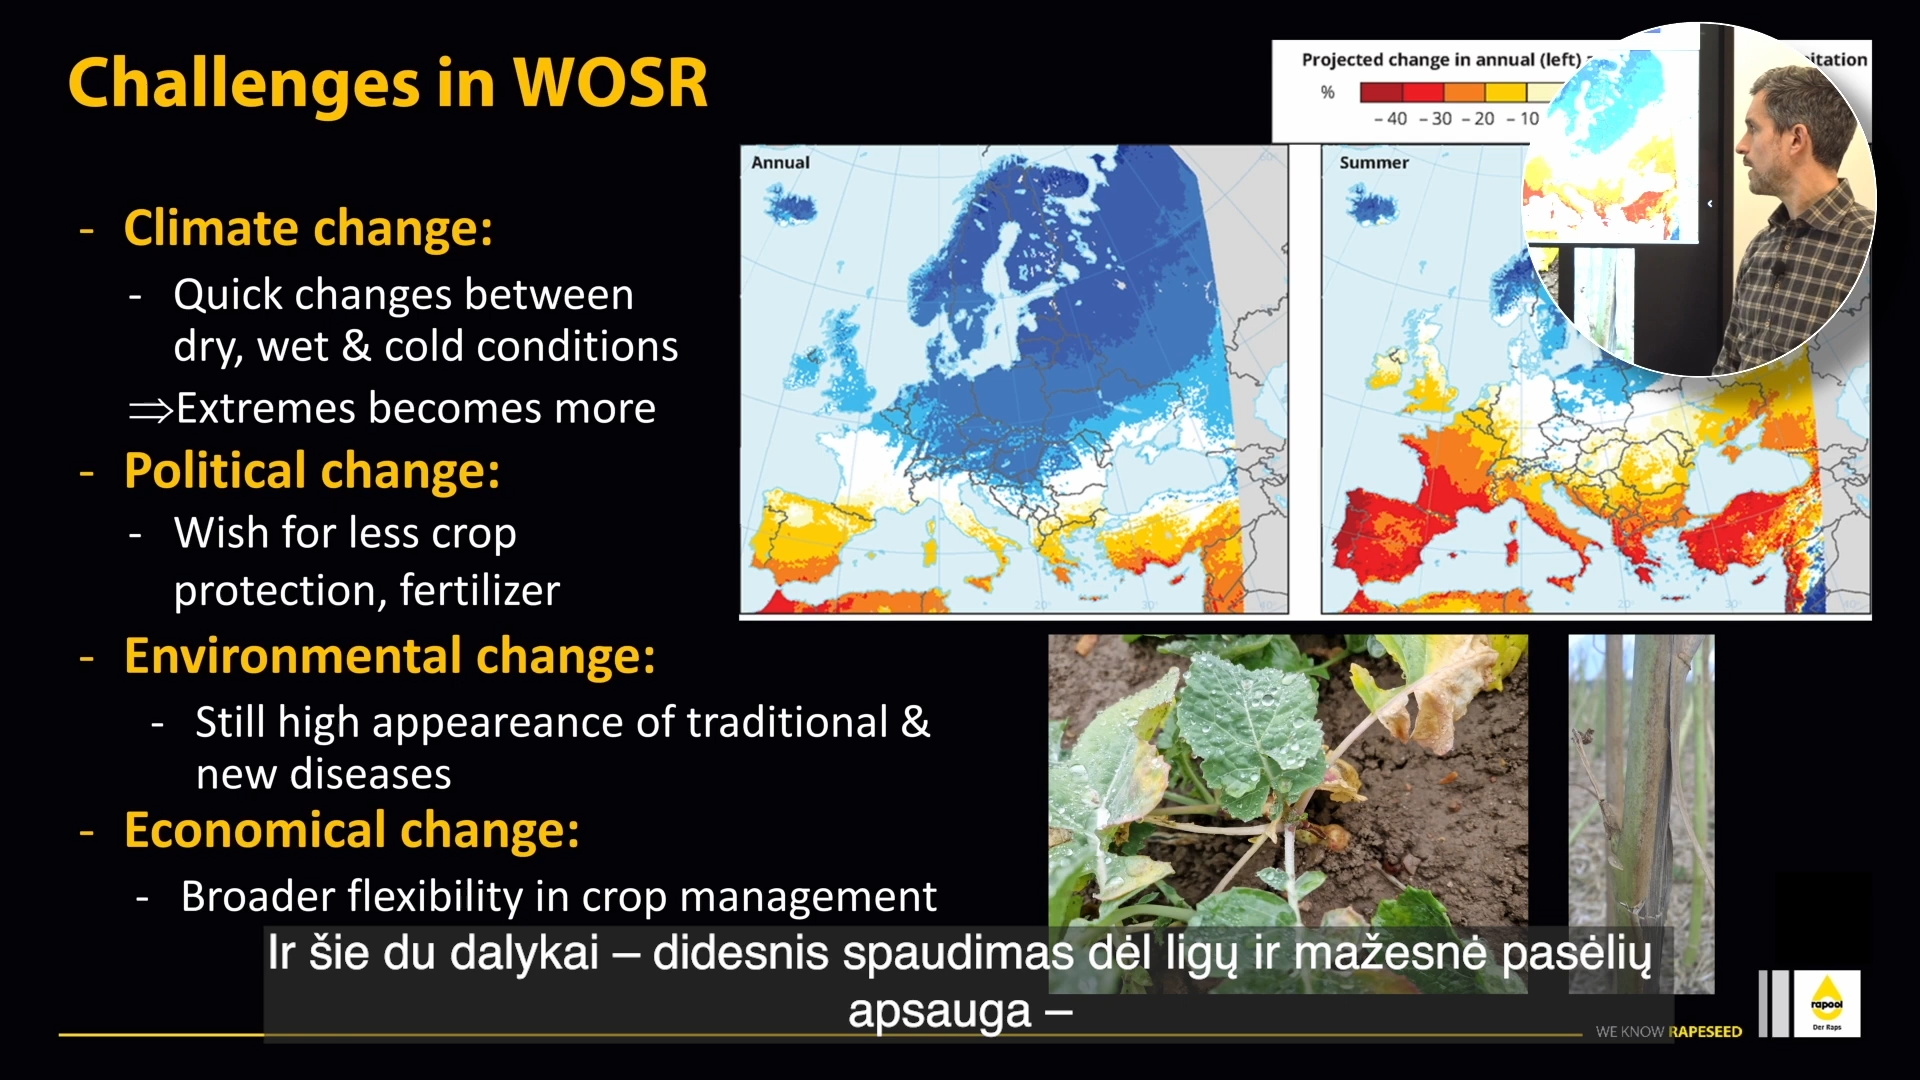 Challenges in WOSR
Projected change in annual (left)
itation
%
– 40 – 30 – 20 – 10
Annual
Summer
- Climate change:
- Quick changes between
dry, wet & cold conditions
⇒Extremes becomes more
- Political change:
- Wish for less crop
protection, fertilizer
- Environmental change:
- Still high appeareance of traditional &
new diseases
- Economical change:
- Broader flexibility in crop management
Ir šie du dalykai – didesnis spaudimas dėl ligų ir mažesnė pasėlių
apsauga –
WE KNOW RAPESEED
rapool
Der Raps